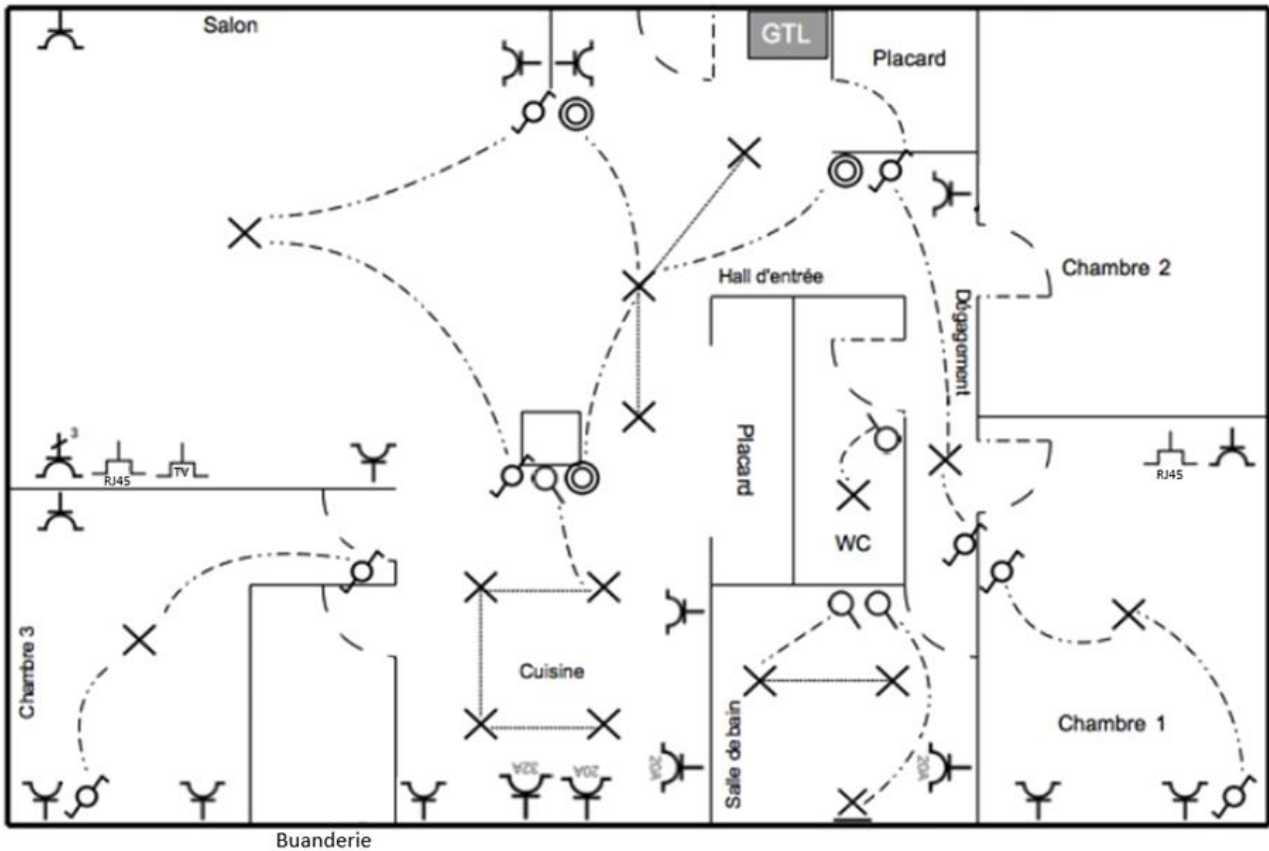 Salon
GTL
Placard
Hall d'entrée
Chambre 2
Dégagement
3
RJ45
TV
Placard
RJ45
WC
Chambre 3
Cuisine
Salle de bain
Chambre 1
32A
20A
20A
20A
Buanderie